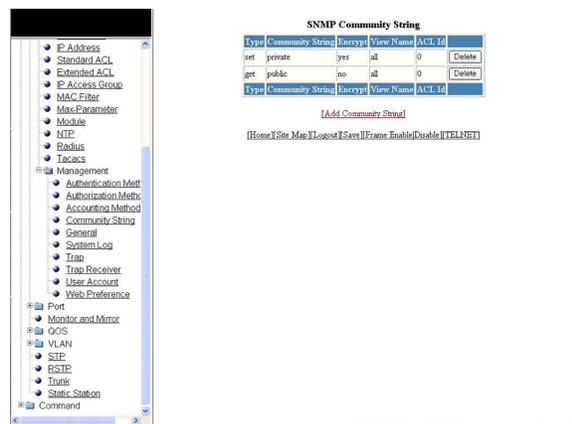 SNMP Community String
Type Community String Encrypt View Name ACL Id
set private yes all 0 Delete
get public no all 0 Delete
Type Community String Encrypt View Name ACL Id
[Add Community String]
[Home][Site Map][Logout][Save][Frame Enable|Disable][TELNET]
IP Address
Standard ACL
Extended ACL
IP Access Group
MAC Filter
Max-Parameter
Module
NTP
Radius
Tacacs
Management
Authentication Meth
Authorization Metho
Accounting Method
Community String
General
System Log
Trap
Trap Receiver
User Account
Web Preference
Port
Monitor and Mirror
QOS
VLAN
STP
RSTP
Trunk
Static Station
Command